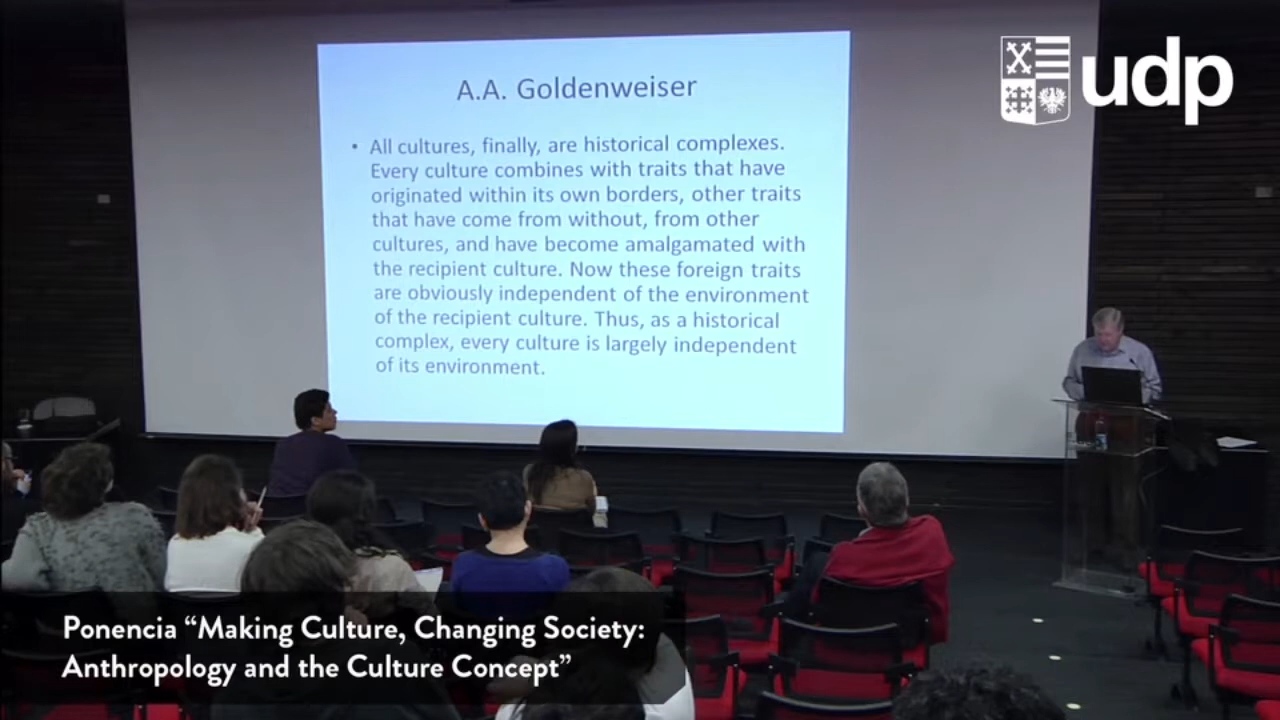 udp
A.A. Goldenweiser
• All cultures, finally, are historical complexes.
Every culture combines with traits that have
originated within its own borders, other traits
that have come from without, from other
cultures, and have become amalgamated with
the recipient culture. Now these foreign traits
are obviously independent of the environment
of the recipient culture. Thus, as a historical
complex, every culture is largely independent
of its environment.
Ponencia “Making Culture, Changing Society:
Anthropology and the Culture Concept”